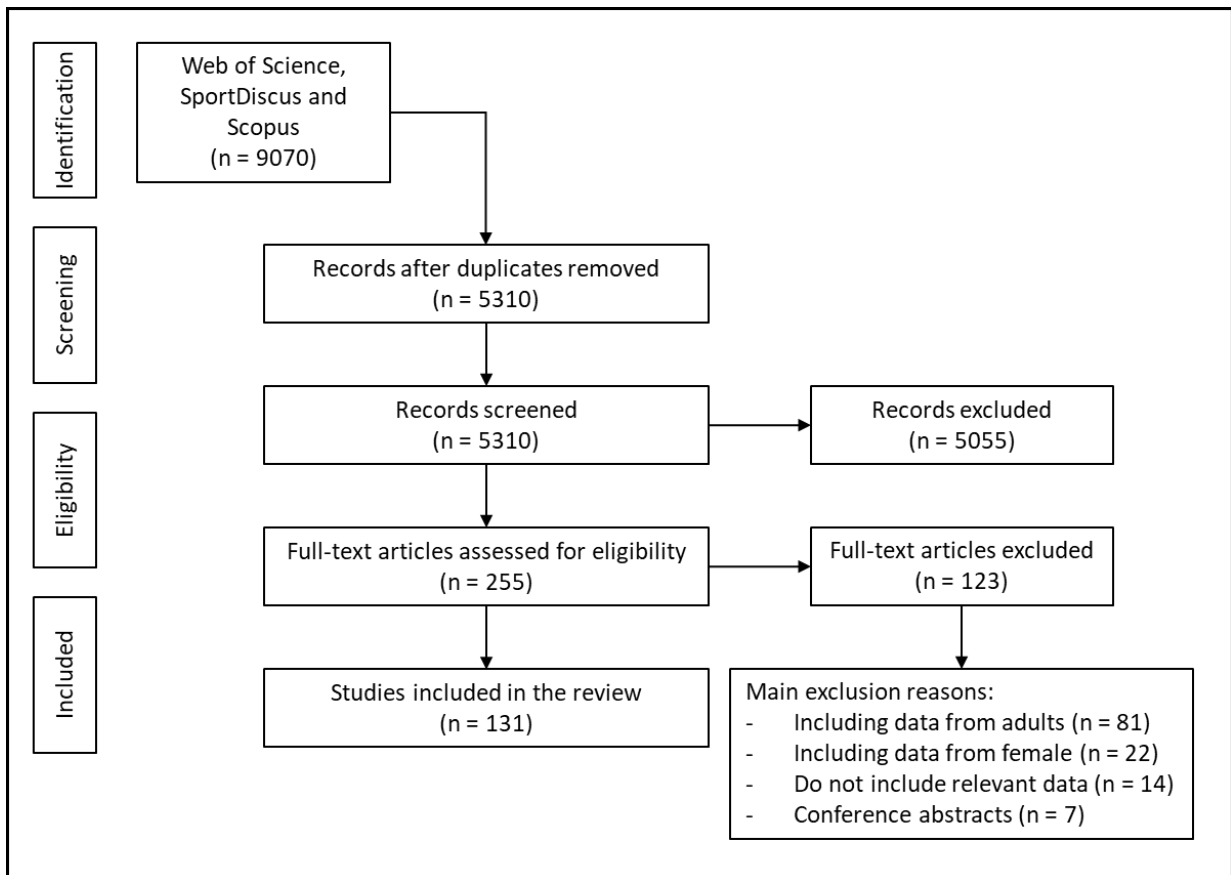 Identification
Web of Science,
SportDiscus and
Scopus
(n = 9070)
Screening
Records after duplicates removed
(n = 5310)
Records screened
(n = 5310)
Records excluded
(n = 5055)
Eligibility
Full-text articles assessed for eligibility
(n = 255)
Full-text articles excluded
(n = 123)
Included
Studies included in the review
(n = 131)
Main exclusion reasons:
- Including data from adults (n = 81)
- Including data from female (n = 22)
- Do not include relevant data (n = 14)
- Conference abstracts (n = 7)